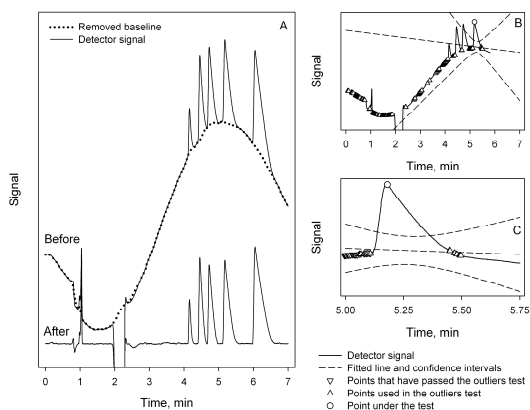 A
Removed baseline
Detector signal
Signal
Before
After
0 1 2 3 4 5 6 7
Time, min
B
Signal
0 1 2 3 4 5 6 7
Time, min
C
Signal
5.00 5.25 5.50 5.75
Time, min
Detector signal
Fitted line and confidence intervals
Points that have passed the outliers test
Points used in the outliers test
Point under the test